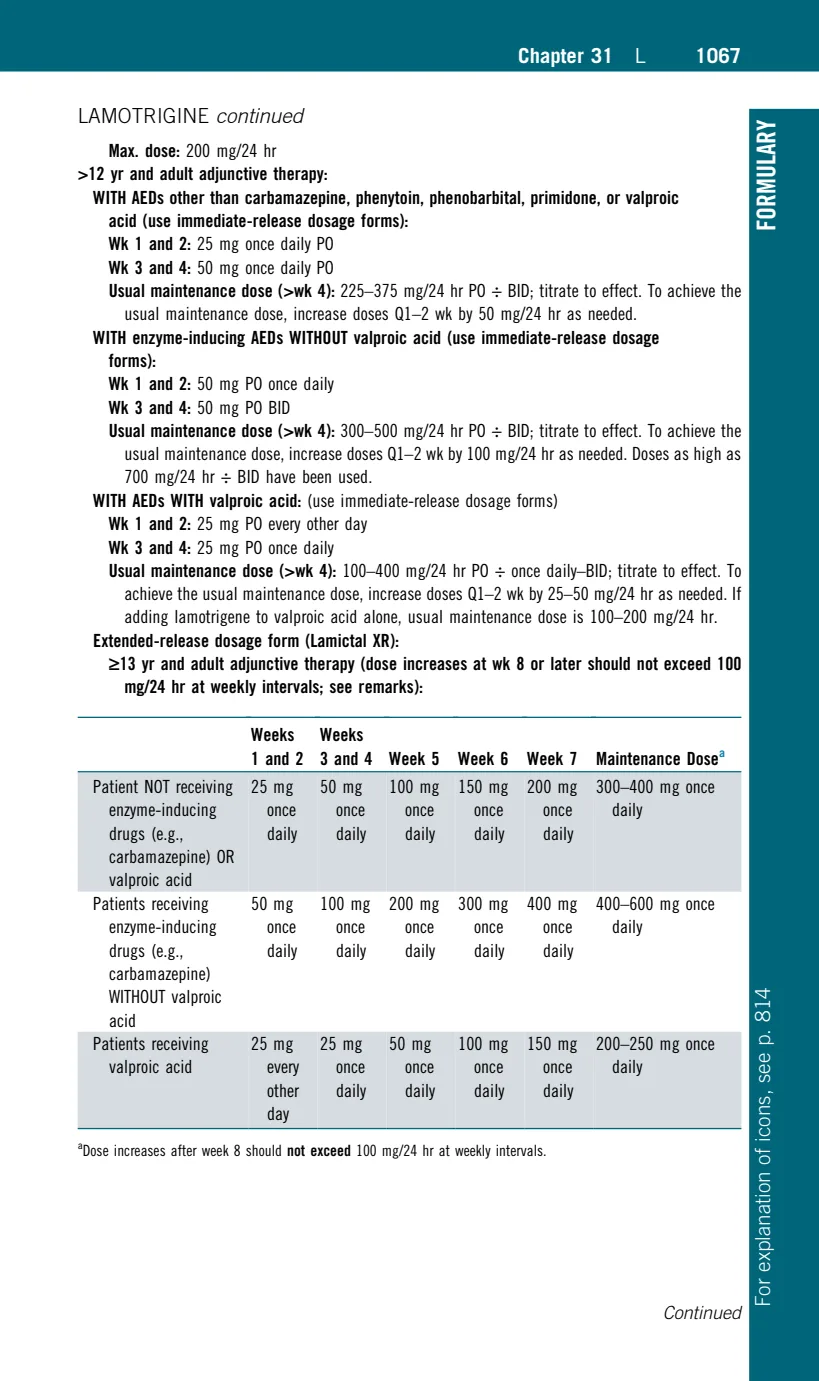 Chapter 31 L 1067
LAMOTRIGINE continued
Max. dose: 200 mg/24 hr
>12 yr and adult adjunctive therapy:
WITH AEDs other than carbamazepine, phenytoin, phenobarbital, primidone, or valproic
acid (use immediate-release dosage forms):
Wk 1 and 2: 25 mg once daily PO
Wk 3 and 4: 50 mg once daily PO
Usual maintenance dose (>wk 4): 225–375 mg/24 hr PO ÷ BID; titrate to effect. To achieve the
usual maintenance dose, increase doses Q1–2 wk by 50 mg/24 hr as needed.
WITH enzyme-inducing AEDs WITHOUT valproic acid (use immediate-release dosage
forms):
Wk 1 and 2: 50 mg PO once daily
Wk 3 and 4: 50 mg PO BID
Usual maintenance dose (>wk 4): 300–500 mg/24 hr PO ÷ BID; titrate to effect. To achieve the
usual maintenance dose, increase doses Q1–2 wk by 100 mg/24 hr as needed. Doses as high as
700 mg/24 hr ÷ BID have been used.
WITH AEDs WITH valproic acid: (use immediate-release dosage forms)
Wk 1 and 2: 25 mg PO every other day
Wk 3 and 4: 25 mg PO once daily
Usual maintenance dose (>wk 4): 100–400 mg/24 hr PO ÷ once daily–BID; titrate to effect. To
achieve the usual maintenance dose, increase doses Q1–2 wk by 25–50 mg/24 hr as needed. If
adding lamotrigene to valproic acid alone, usual maintenance dose is 100–200 mg/24 hr.
Extended-release dosage form (Lamictal XR):
≥13 yr and adult adjunctive therapy (dose increases at wk 8 or later should not exceed 100
mg/24 hr at weekly intervals; see remarks):
Weeks Weeks
1 and 2 3 and 4 Week 5 Week 6 Week 7 Maintenance Dose^a
Patient NOT receiving 25 mg 50 mg 100 mg 150 mg 200 mg 300–400 mg once
enzyme-inducing once once once once once daily
drugs (e.g., daily daily daily daily daily
carbamazepine) OR
valproic acid
Patients receiving 50 mg 100 mg 200 mg 300 mg 400 mg 400–600 mg once
enzyme-inducing once once once once once daily
drugs (e.g., daily daily daily daily daily
carbamazepine)
WITHOUT valproic
acid
Patients receiving 25 mg 25 mg 50 mg 100 mg 150 mg 200–250 mg once
valproic acid every once once once once daily
other daily daily daily daily
day
^aDose increases after week 8 should not exceed 100 mg/24 hr at weekly intervals.
Continued
FORMULARY
For explanation of icons, see p. 814